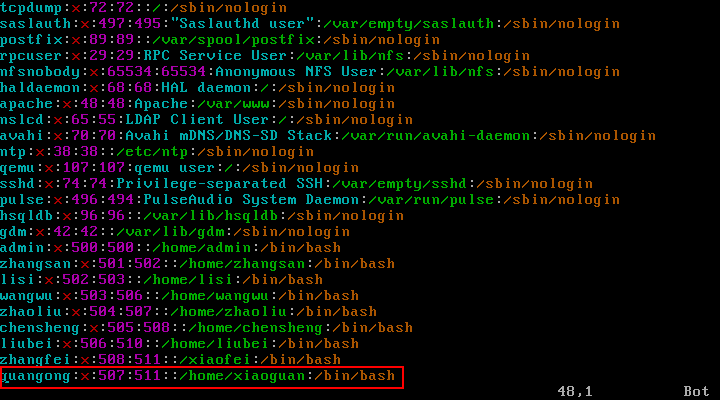 tcpdump:x:72:72::/:/sbin/nologin
saslauth:x:497:495:"Saslauthd user":/var/empty/saslauth:/sbin/nologin
postfix:x:89:89::/var/spool/postfix:/sbin/nologin
rpcuser:x:29:29:RPC Service User:/var/lib/nfs:/sbin/nologin
nfsnobody:x:65534:65534:Anonymous NFS User:/var/lib/nfs:/sbin/nologin
haldaemon:x:68:68:HAL daemon:/:/sbin/nologin
apache:x:48:48:Apache:/var/www:/sbin/nologin
nslcd:x:65:55:LDAP Client User:/:/sbin/nologin
avahi:x:70:70:Avahi mDNS/DNS-SD Stack:/var/run/avahi-daemon:/sbin/nologin
ntp:x:38:38::/etc/ntp:/sbin/nologin
qemu:x:107:107:qemu user:/:/sbin/nologin
sshd:x:74:74:Privilege-separated SSH:/var/empty/sshd:/sbin/nologin
pulse:x:496:494:PulseAudio System Daemon:/var/run/pulse:/sbin/nologin
hsqldb:x:96:96::/var/lib/hsqldb:/sbin/nologin
gdm:x:42:42::/var/lib/gdm:/sbin/nologin
admin:x:500:500::/home/admin:/bin/bash
zhangsan:x:501:502::/home/zhangsan:/bin/bash
lisi:x:502:503::/home/lisi:/bin/bash
wangwu:x:503:506::/home/wangwu:/bin/bash
zhaoliu:x:504:507::/home/zhaoliu:/bin/bash
chensheng:x:505:508::/home/chensheng:/bin/bash
liubei:x:506:510::/home/liubei:/bin/bash
zhangfei:x:508:511::/xiaofei:/bin/bash
guangong:x:507:511::/home/xiaoguan:/bin/bash
48,1 Bot